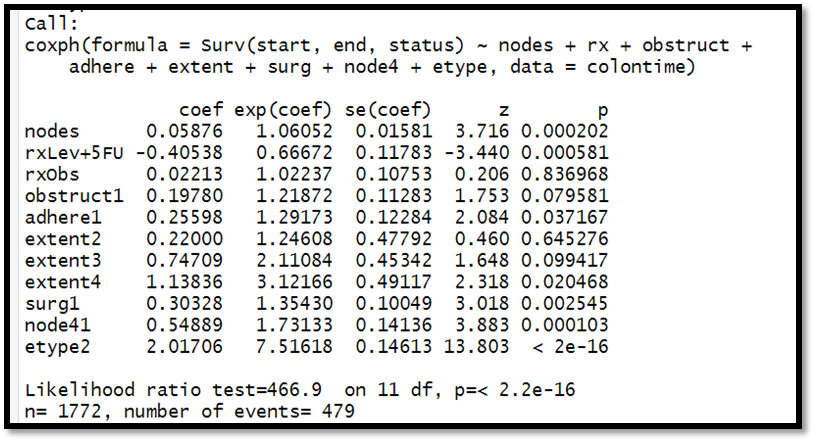 Call:
coxph(formula = Surv(start, end, status) ~ nodes + rx + obstruct +
    adhere + extent + surg + node4 + etype, data = colontime)
               coef exp(coef) se(coef)      z        p
nodes       0.05876   1.06052  0.01581  3.716 0.000202
rxLev+5FU  -0.40538   0.66672  0.11783 -3.440 0.000581
rxObs       0.02213   1.02237  0.10753  0.206 0.836968
obstruct1   0.19780   1.21872  0.11283  1.753 0.079581
adhere1     0.25598   1.29173  0.12284  2.084 0.037167
extent2     0.22000   1.24608  0.47792  0.460 0.645276
extent3     0.74709   2.11084  0.45342  1.648 0.099417
extent4     1.13836   3.12166  0.49117  2.318 0.020468
surg1       0.30328   1.35430  0.10049  3.018 0.002545
node41      0.54889   1.73133  0.14136  3.883 0.000103
etype2      2.01706   7.51618  0.14613 13.803  < 2e-16
Likelihood ratio test=466.9  on 11 df, p=< 2.2e-16
n= 1772, number of events= 479